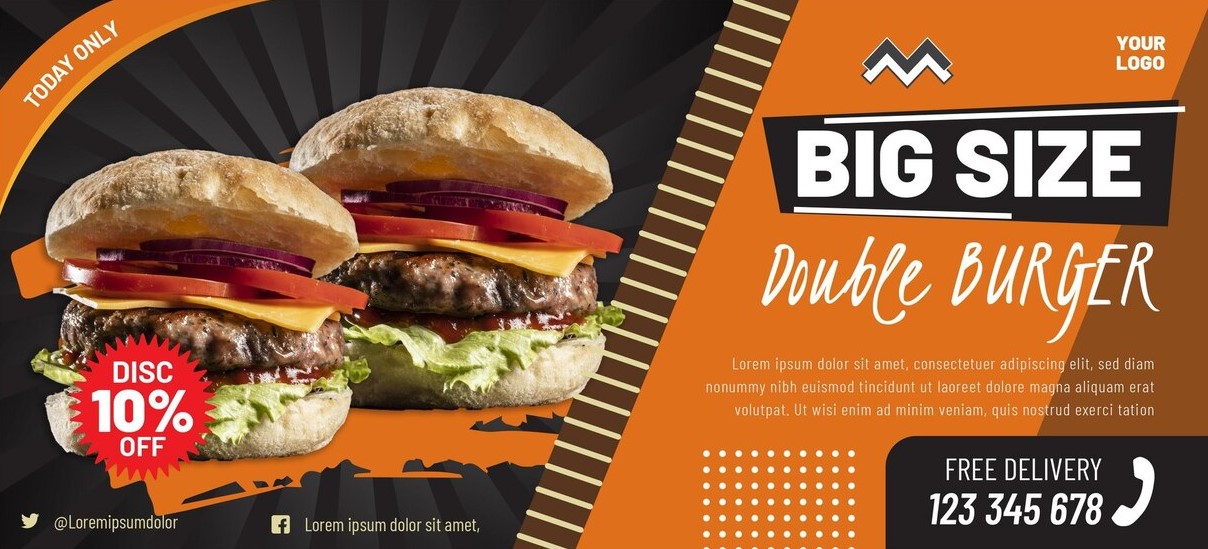 TODAY ONLY
YOUR
LOGO
BIG SIZE
Double BURGER
Lorem ipsum dolor sit amet, consectetuer adipiscing elit, sed diam
nonummy nibh euismod tincidunt ut laoreet dolore magna aliquam erat
volutpat. Ut wisi enim ad minim veniam, quis nostrud exerci tation
DISC
10%
OFF
FREE DELIVERY
123 345 678
@Loremipsumdolor
Lorem ipsum dolor sit amet,